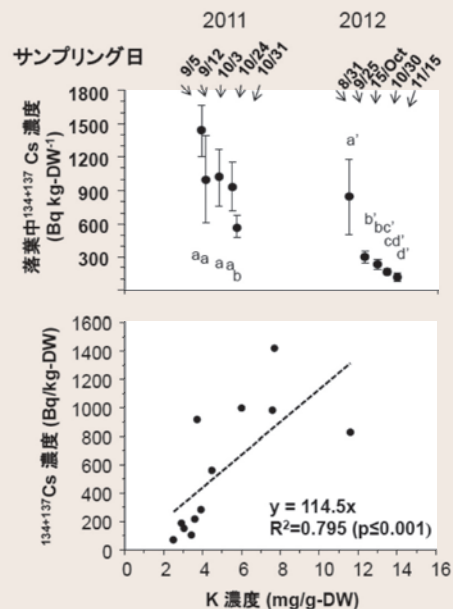 2011 2012
サンプリング日
9/5 9/12 10/3 10/24 10/31 8/31 9/25 15/Oct 10/30 11/15
落葉中134+137Cs 濃度
(Bq kg-DW-1)
1800
1500
1200
900
600
300
a a a a b
a' b' bc' cd' d'
134+137Cs 濃度 (Bq/kg-DW)
1600
1400
1200
1000
800
600
400
200
0
y = 114.5x
R2=0.795 (p≤0.001)
0 2 4 6 8 10 12 14 16
K 濃度 (mg/g-DW)